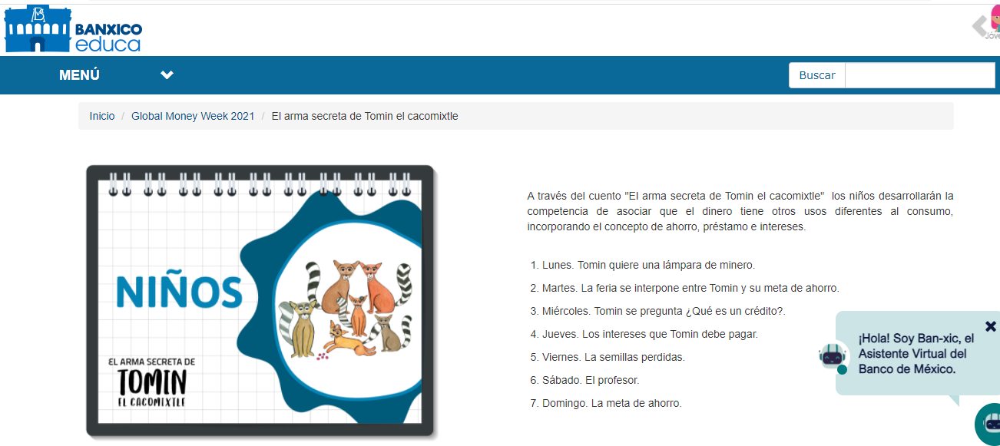 BANXICO
educa
Jóve
MENÚ
Buscar
Inicio / Global Money Week 2021 / El arma secreta de Tomin el cacomixtle
NIÑOS
EL ARMA SECRETA DE
TOMIN
EL CACOMIXTLE
A través del cuento "El arma secreta de Tomin el cacomixtle" los niños desarrollarán la
competencia de asociar que el dinero tiene otros usos diferentes al consumo,
incorporando el concepto de ahorro, préstamo e intereses.
1. Lunes. Tomin quiere una lámpara de minero.
2. Martes. La feria se interpone entre Tomin y su meta de ahorro.
3. Miércoles. Tomin se pregunta ¿Qué es un crédito?.
4. Jueves. Los intereses que Tomin debe pagar.
5. Viernes. La semillas perdidas.
6. Sábado. El profesor.
7. Domingo. La meta de ahorro.
¡Hola! Soy Ban-xic, el
Asistente Virtual del
Banco de México.